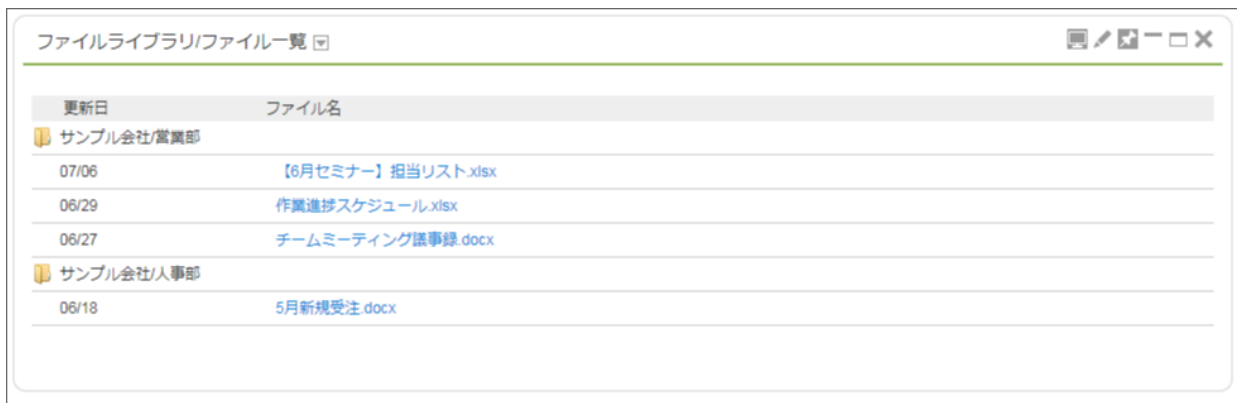 ファイルライブラリ/ファイル一覧
更新日 ファイル名
サンプル会社/営業部
07/06 【6月セミナー】担当リスト.xlsx
06/29 作業進捗スケジュール.xlsx
06/27 チームミーティング議事録.docx
サンプル会社/人事部
06/18 5月新規受注.docx